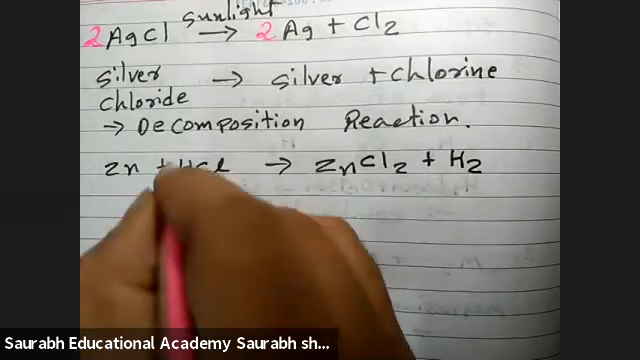 2AgCl sunlight → 2Ag + Cl2
silver → silver + chlorine
chloride
→ Decomposition Reaction.
Zn + HCl → ZnCl2 + H2
Saurabh Educational Academy Saurabh sh...